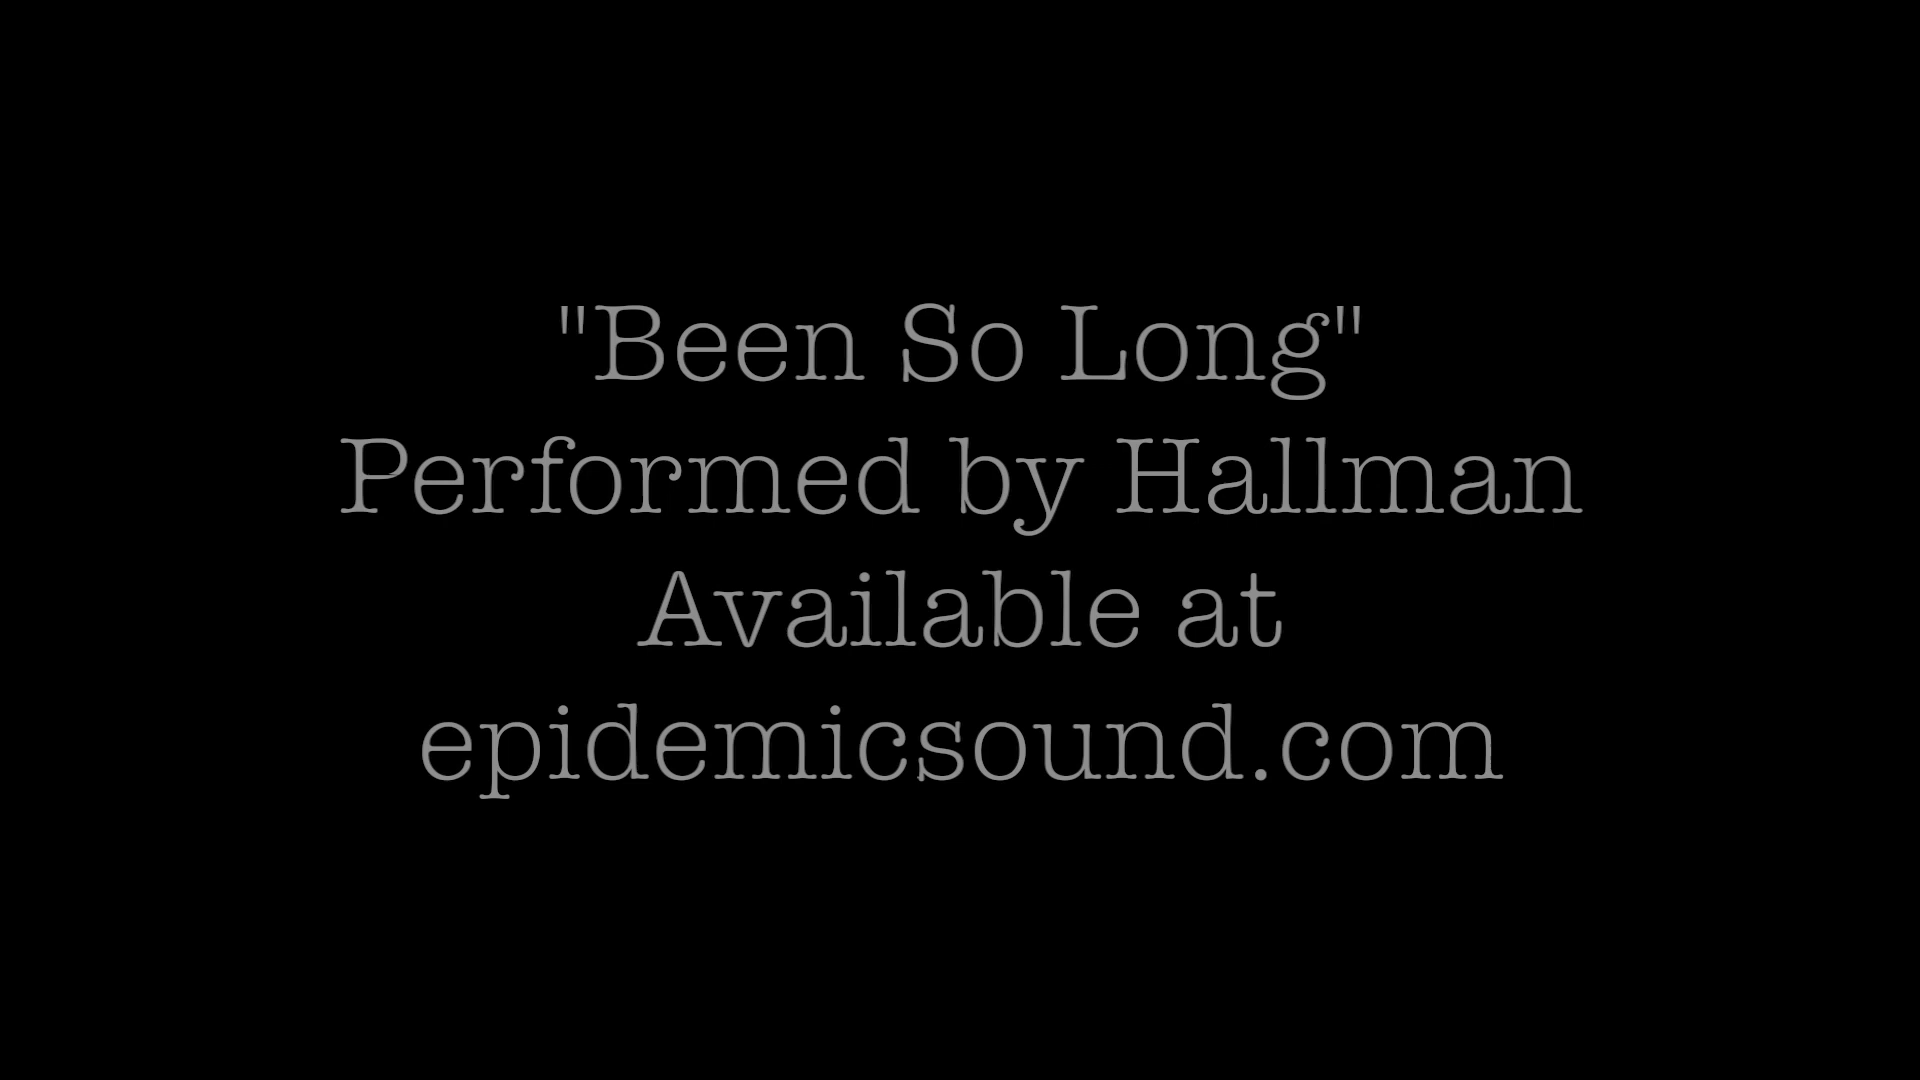 "Been So Long"
Performed by Hallman
Available at
epidemicsound.com